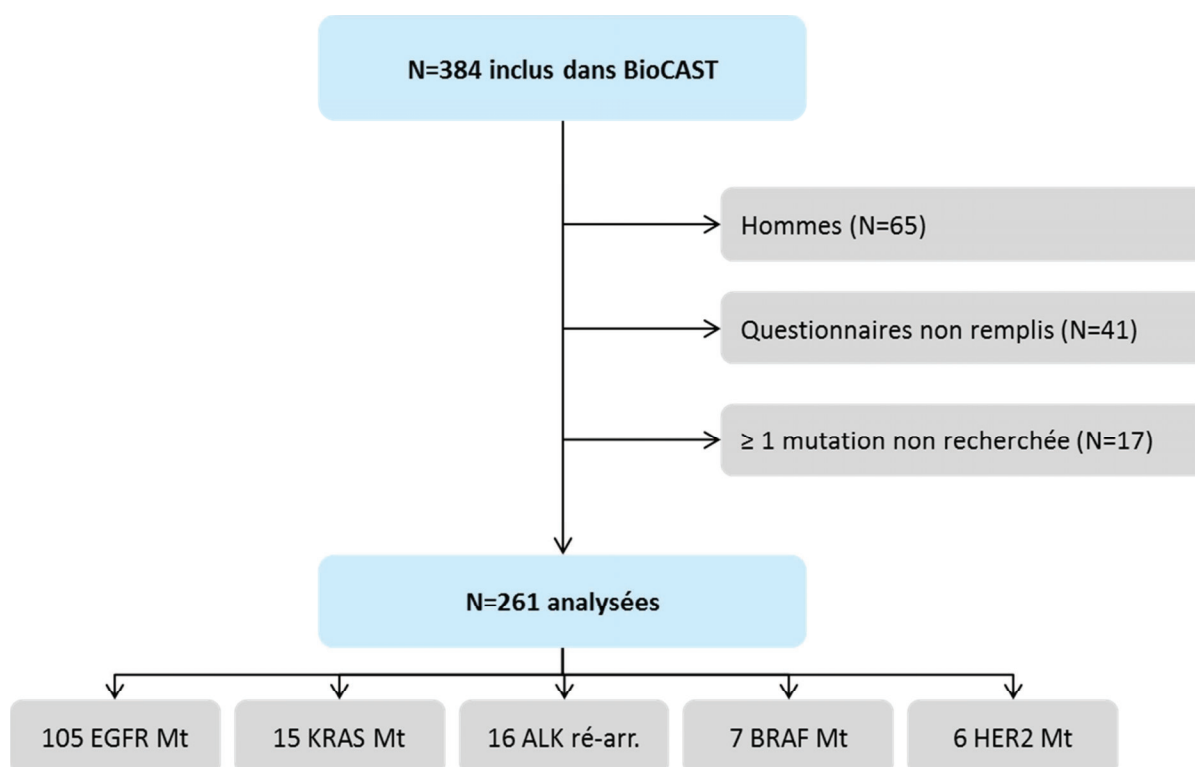 N=384 inclus dans BioCAST
Hommes (N=65)
Questionnaires non remplis (N=41)
≥ 1 mutation non recherchée (N=17)
N=261 analysées
105 EGFR Mt
15 KRAS Mt
16 ALK ré-arr.
7 BRAF Mt
6 HER2 Mt